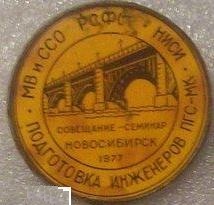 МВ и ССО РСФСР НИСИ
СОВЕЩАНИЕ-СЕМИНАР
НОВОСИБИРСК
1977
ПОДГОТОВКА ИНЖЕНЕРОВ ПГС-МК